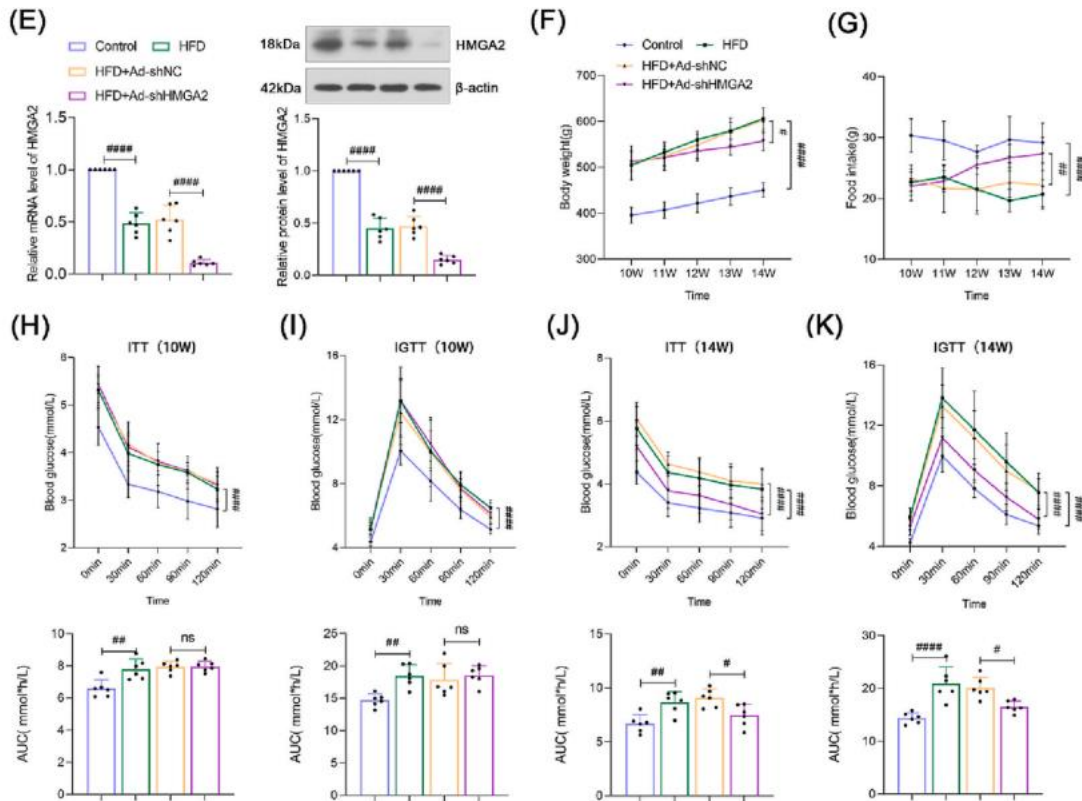 (E)
Control
HFD
HFD+Ad-shNC
HFD+Ad-shHMGA2
18kDa
HMGA2
42kDa
β-actin
Relative mRNA level of HMGA2
1.5
1.0
0.5
0.0
####
####
Relative protein level of HMGA2
1.5
1.0
0.5
0.0
####
####
(F)
Control
HFD
HFD+Ad-shNC
HFD+Ad-shHMGA2
Body weight(g)
700
600
500
400
300
10W 11W 12W 13W 14W
Time
#
####
(G)
Food intake(g)
40
30
20
10
10W 11W 12W 13W 14W
Time
##
####
(H)
ITT (10W)
Blood glucose(mmol/L)
8
6
4
2
0min 30min 60min 90min 120min
Time
####
AUC( mmol*h/L)
10
8
6
4
2
0
##
ns
(I)
IGTT (10W)
Blood glucose(mmol/L)
16
12
8
4
0min 30min 60min 90min 120min
Time
####
AUC( mmol*h/L)
25
20
15
10
5
0
##
ns
(J)
ITT (14W)
Blood glucose(mmol/L)
8
6
4
2
0min 30min 60min 90min 120min
Time
####
####
AUC( mmol*h/L)
15
10
5
0
##
#
(K)
IGTT (14W)
Blood glucose(mmol/L)
16
12
8
4
0min 30min 60min 90min 120min
Time
####
####
AUC( mmol*h/L)
30
20
10
0
####
#